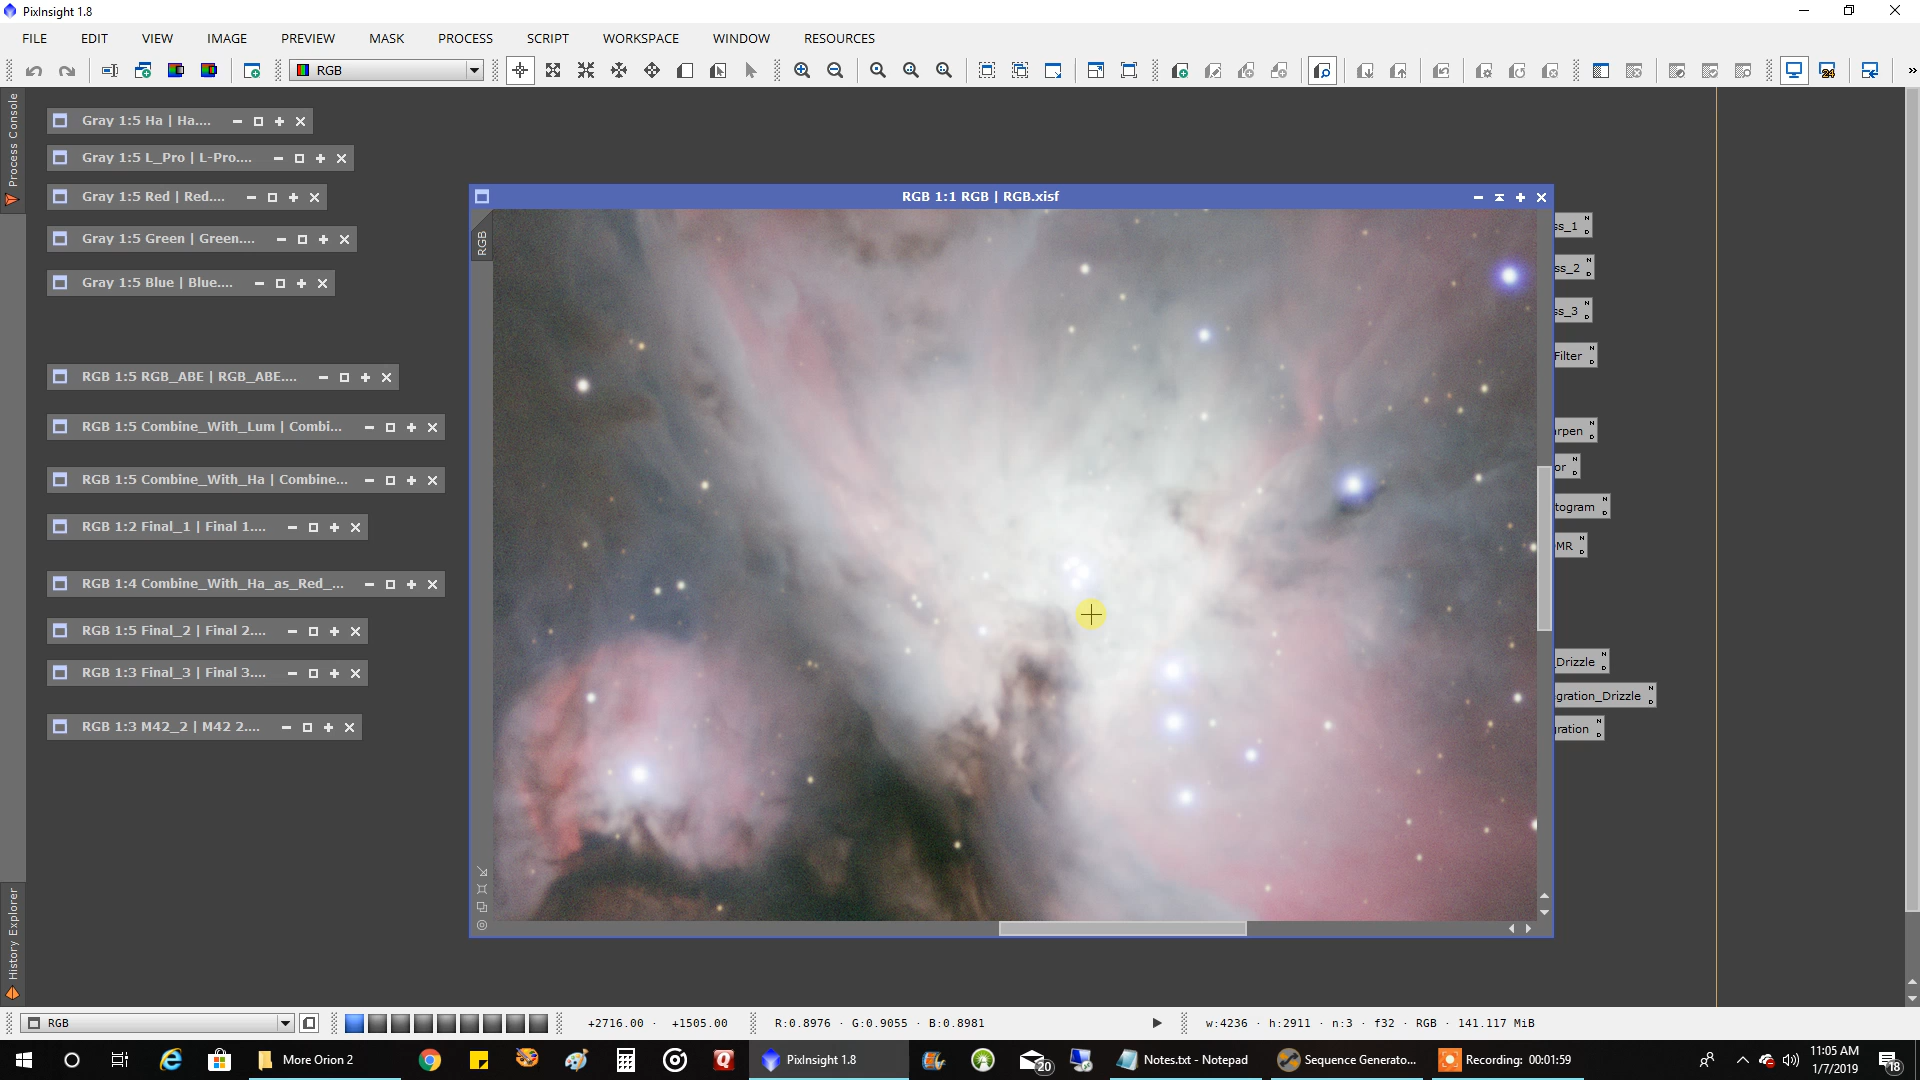 PixInsight 1.8
FILE EDIT VIEW IMAGE PREVIEW MASK PROCESS SCRIPT WORKSPACE WINDOW RESOURCES
RGB
24
»
Process Console
Gray 1:5 Ha | Ha....
Gray 1:5 L_Pro | L-Pro....
Gray 1:5 Red | Red....
Gray 1:5 Green | Green....
Gray 1:5 Blue | Blue....
RGB 1:5 RGB_ABE | RGB_ABE....
RGB 1:5 Combine_With_Lum | Combi...
RGB 1:5 Combine_With_Ha | Combine...
RGB 1:2 Final_1 | Final 1....
RGB 1:4 Combine_With_Ha_as_Red_...
RGB 1:5 Final_2 | Final 2....
RGB 1:3 Final_3 | Final 3....
RGB 1:3 M42_2 | M42 2....
RGB 1:1 RGB | RGB.xisf
RGB
ss_1 N D
ss_2 N D
ss_3 N D
Filter N D
rpen N D
or N D
togram N D
MR N D
_Drizzle N D
gration_Drizzle N D
gration N D
History Explorer
RGB
+2716.00 · +1505.00
R:0.8976 · G:0.9055 · B:0.8981
w:4236 · h:2911 · n:3 · f32 · RGB · 141.117 MiB
More Orion 2
PixInsight 1.8
20
Notes.txt - Notepad
Sequence Generato...
Recording: 00:01:59
11:05 AM
1/7/2019
18